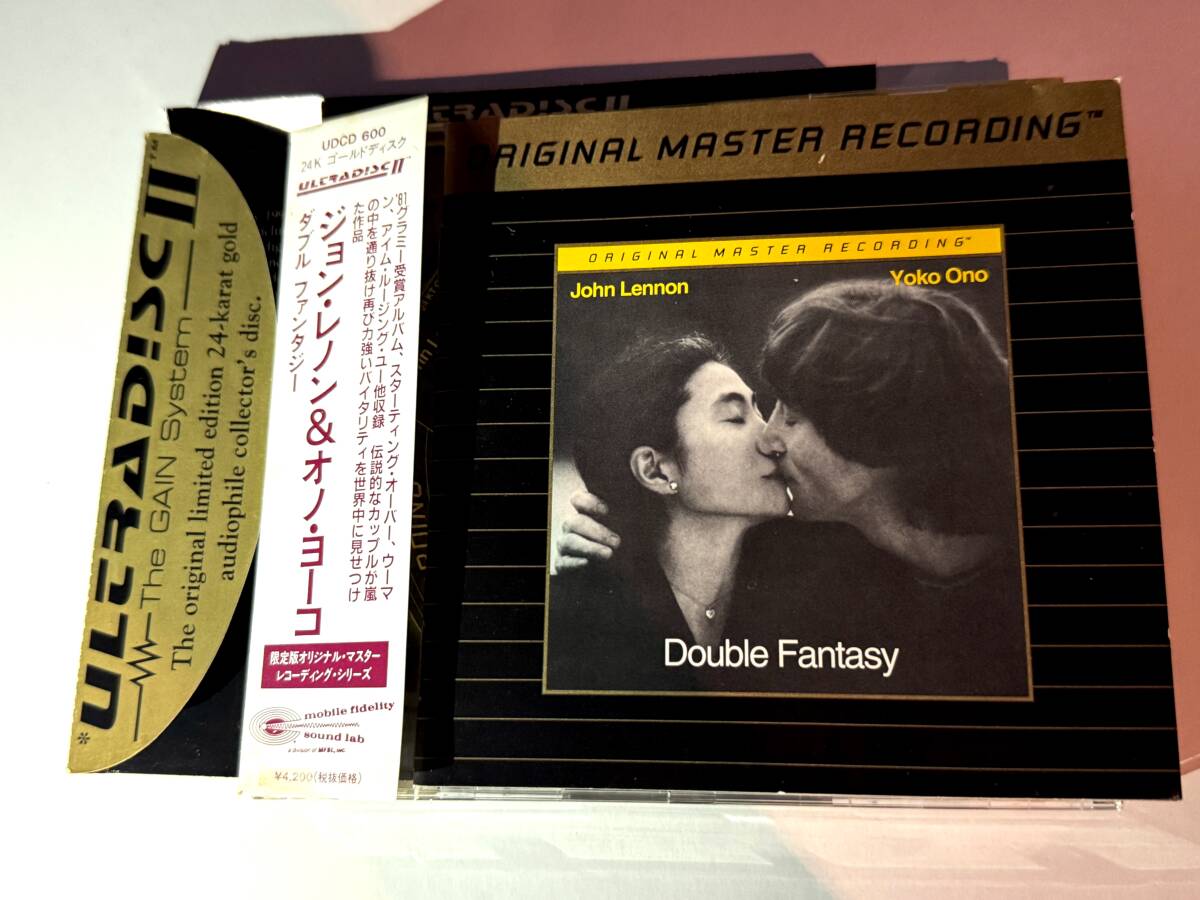 ULTRADISC II™
The GAIN System
*The original limited edition 24-karat gold
audiophile collector's disc.
UDCD 600
24K ゴールドディスク
ULTRADISC II
'81グラミー受賞アルバム、スターティング・オーバー、ウーマ
ン、アイム・ルージング・ユー他収録 伝説的なカップルが嵐
の中を通り抜け再び力強いバイタリティを世界中に見せつけ
た作品
ジョン・レノン&オノ・ヨーコ
ダブル ファンタジー
限定版オリジナル・マスター
レコーディング・シリーズ
mobile fidelity
sound lab
a division of MFSL, INC.
¥4,200(税抜価格)
ULTRADISC II
ORIGINAL MASTER RECORDING™
ORIGINAL MASTER RECORDING™
John Lennon
Yoko Ono
Double Fantasy